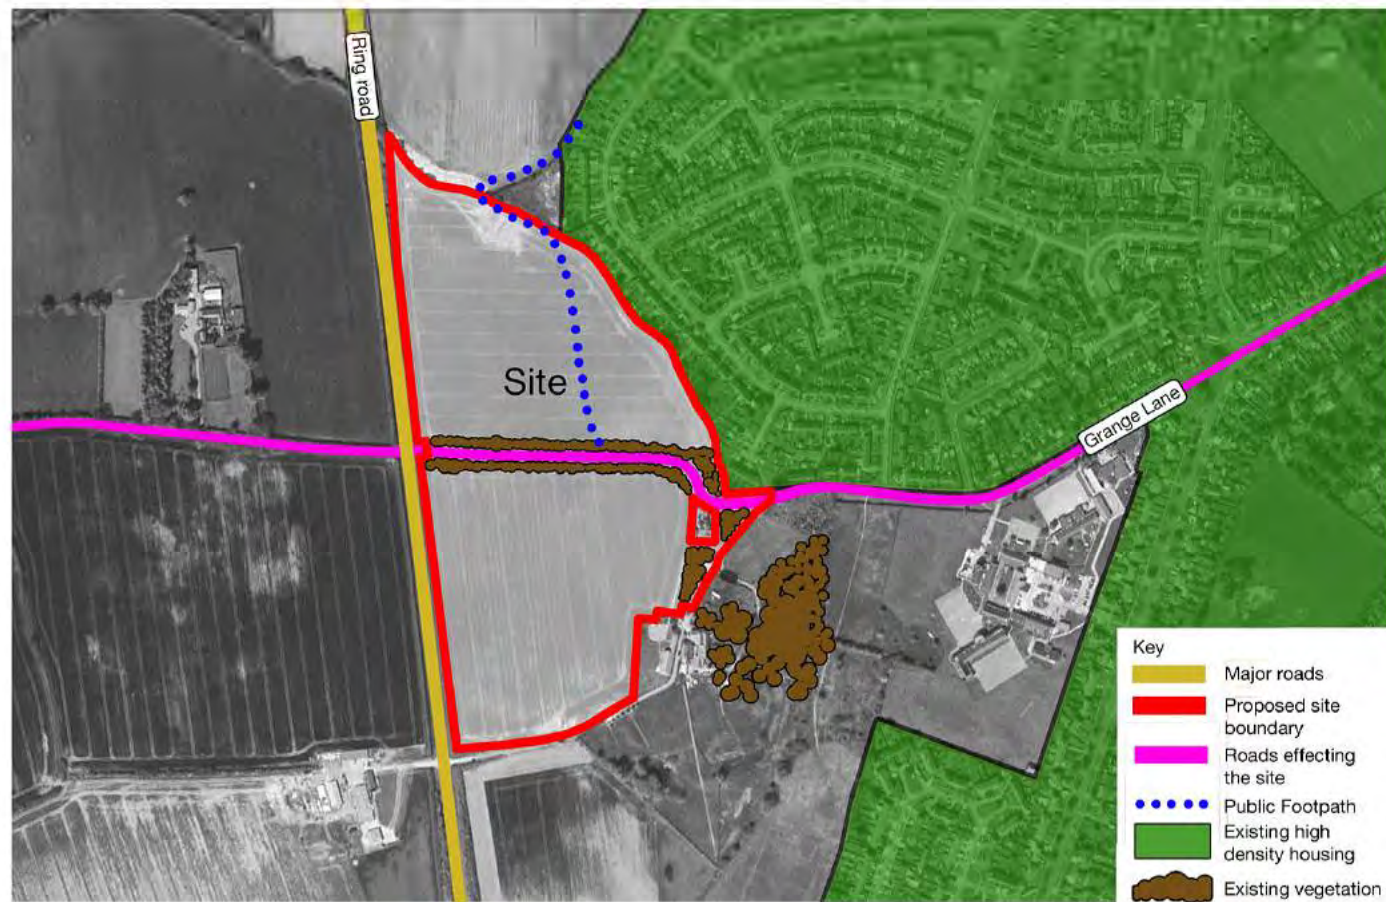 Ring road
Site
Grange Lane
Key
Major roads
Proposed site
boundary
Roads effecting
the site
Public Footpath
Existing high
density housing
Existing vegetation